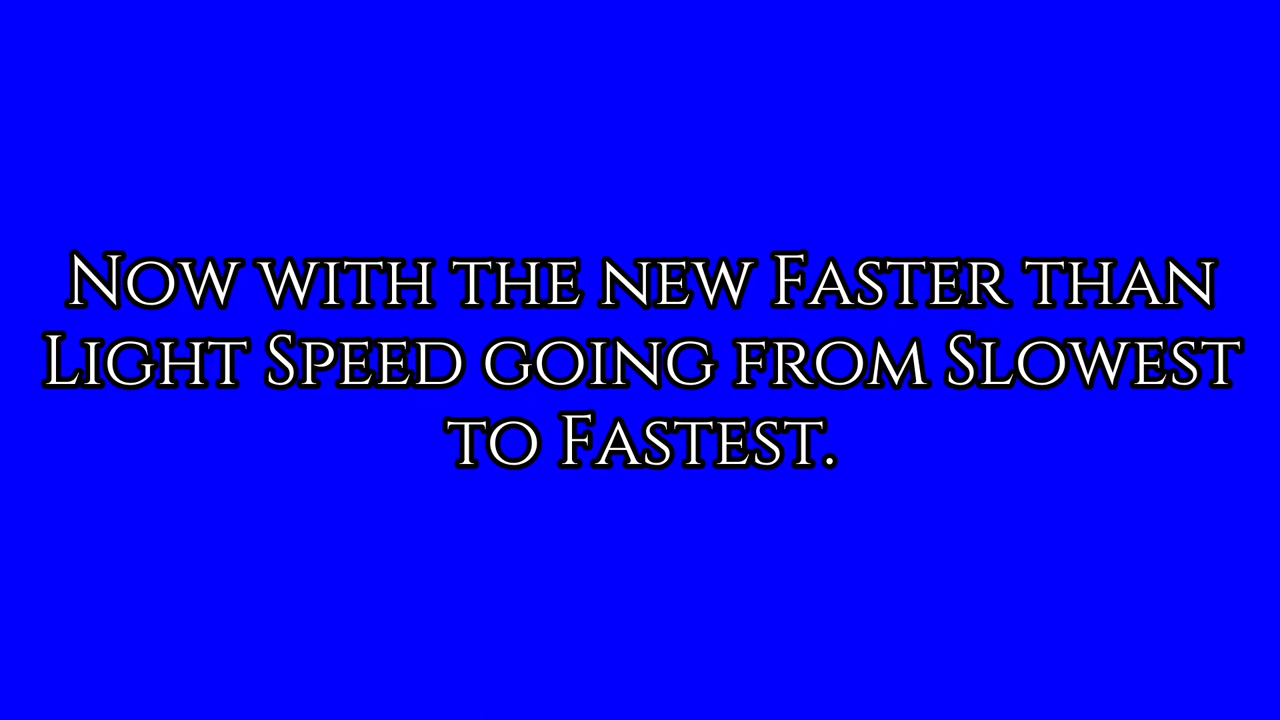 Now with the new Faster than
Light Speed going from Slowest
to Fastest.